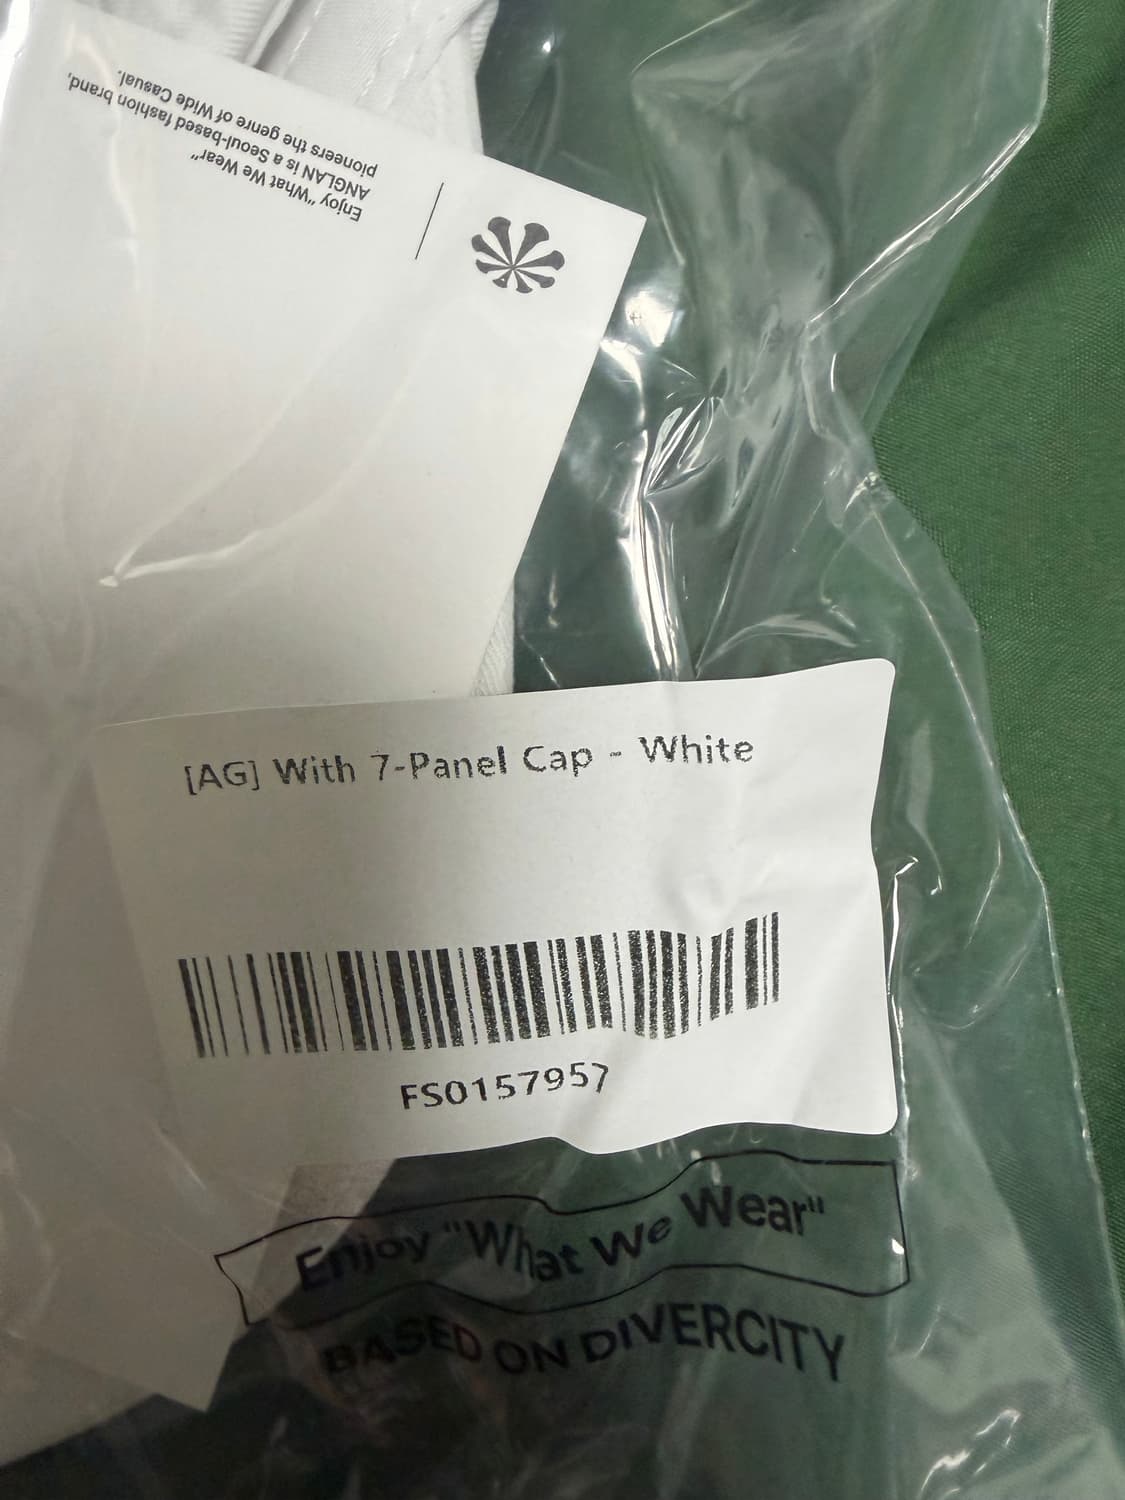 Enjoy "What We Wear"
ANGLAN is a Seoul-based fashion brand,
pioneers the genre of Wide Casual.
[AG] With 7-Panel Cap - White
FS0157957
Enjoy "What We Wear"
BASED ON DIVERCITY